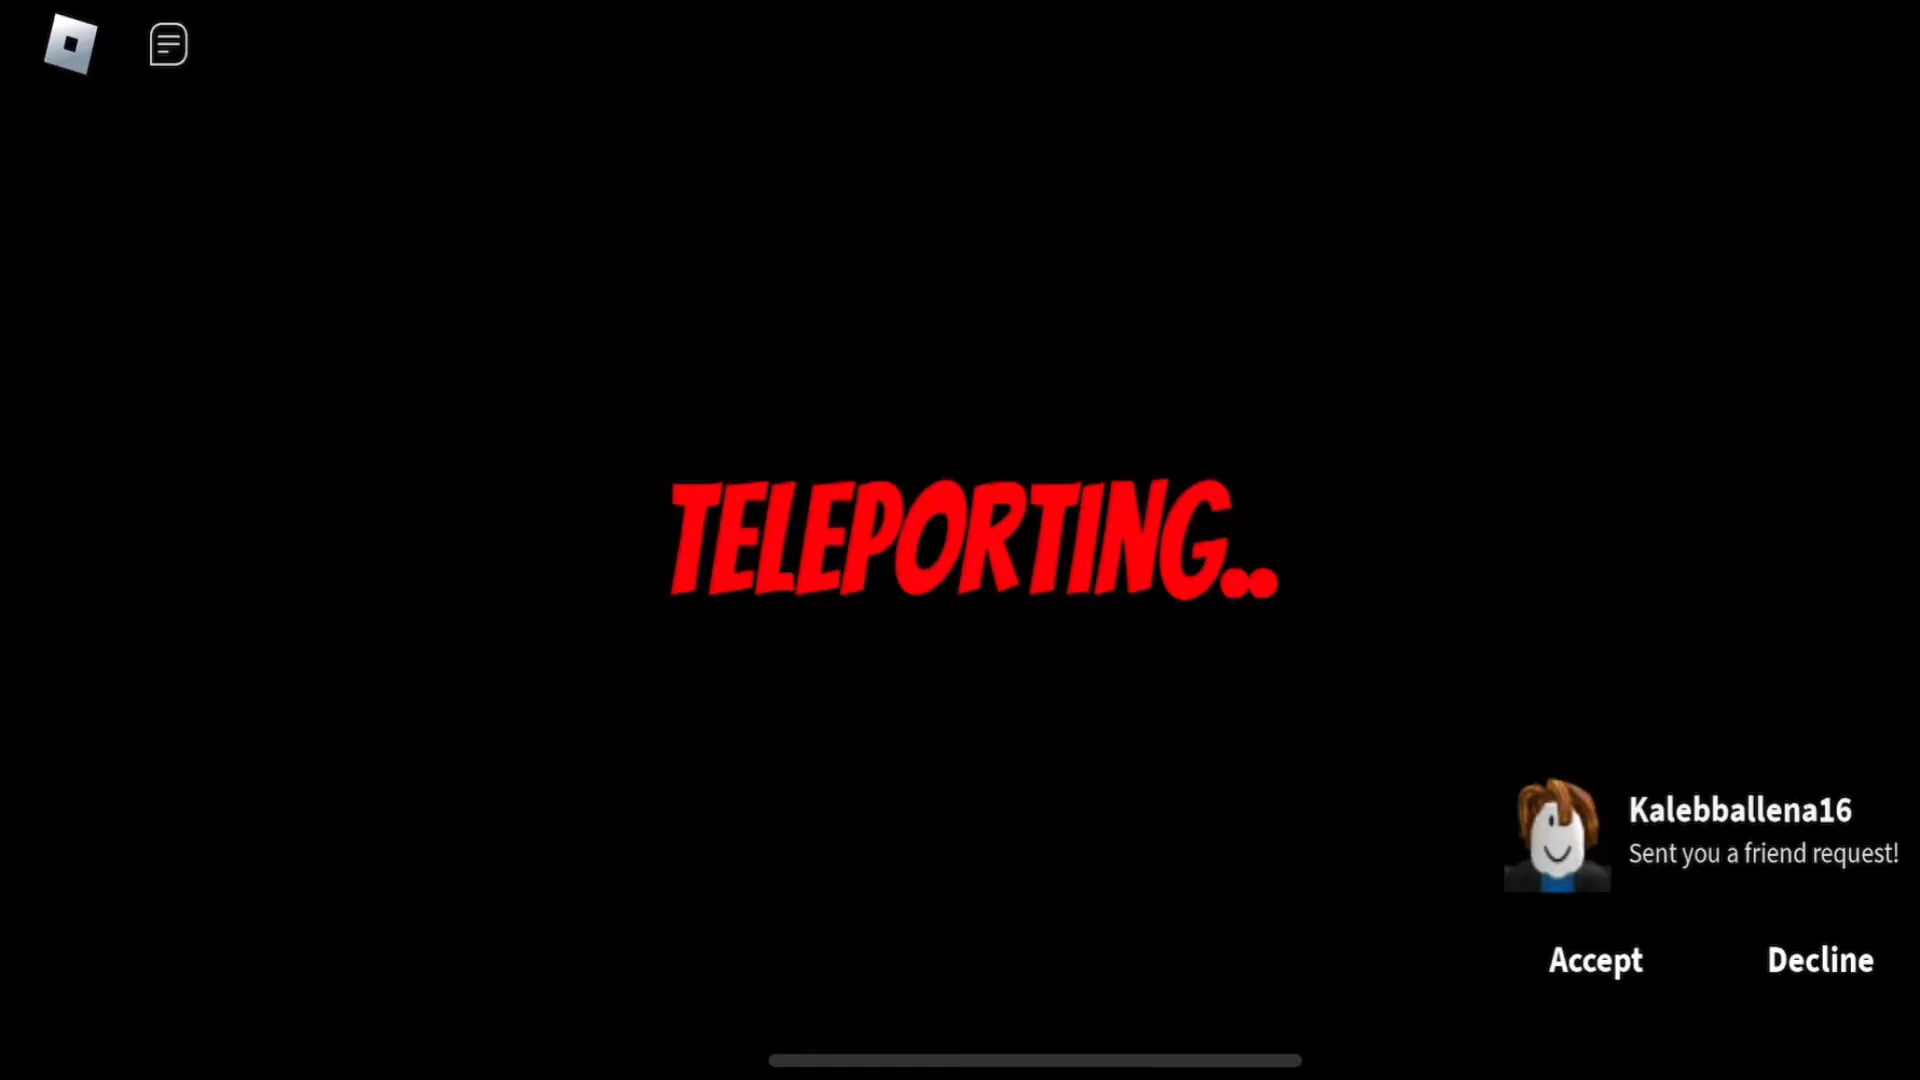 TELEPORTING..
Kalebballena16
Sent you a friend request!
Accept
Decline